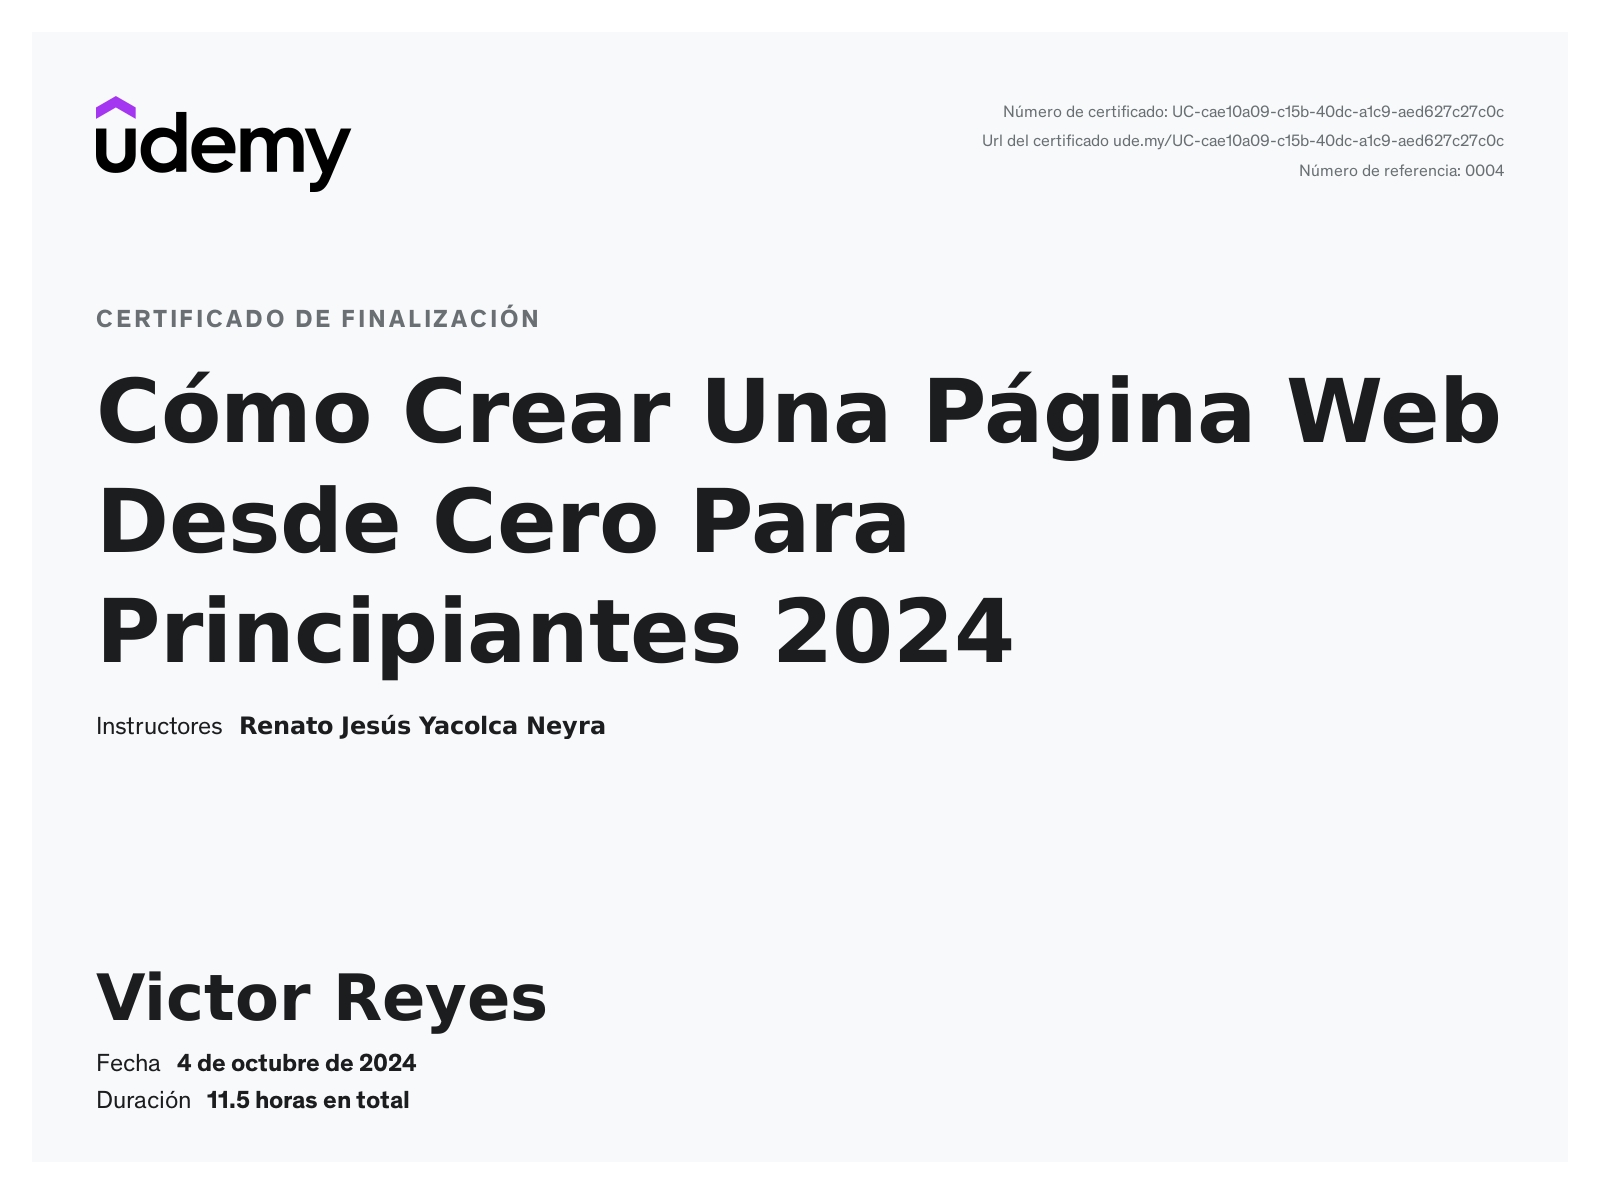 udemy
Número de certificado: UC-cae10a09-c15b-40dc-a1c9-aed627c27c0c
Url del certificado ude.my/UC-cae10a09-c15b-40dc-a1c9-aed627c27c0c
Número de referencia: 0004
CERTIFICADO DE FINALIZACIÓN
Cómo Crear Una Página Web
Desde Cero Para
Principiantes 2024
Instructores Renato Jesús Yacolca Neyra
Victor Reyes
Fecha 4 de octubre de 2024
Duración 11.5 horas en total